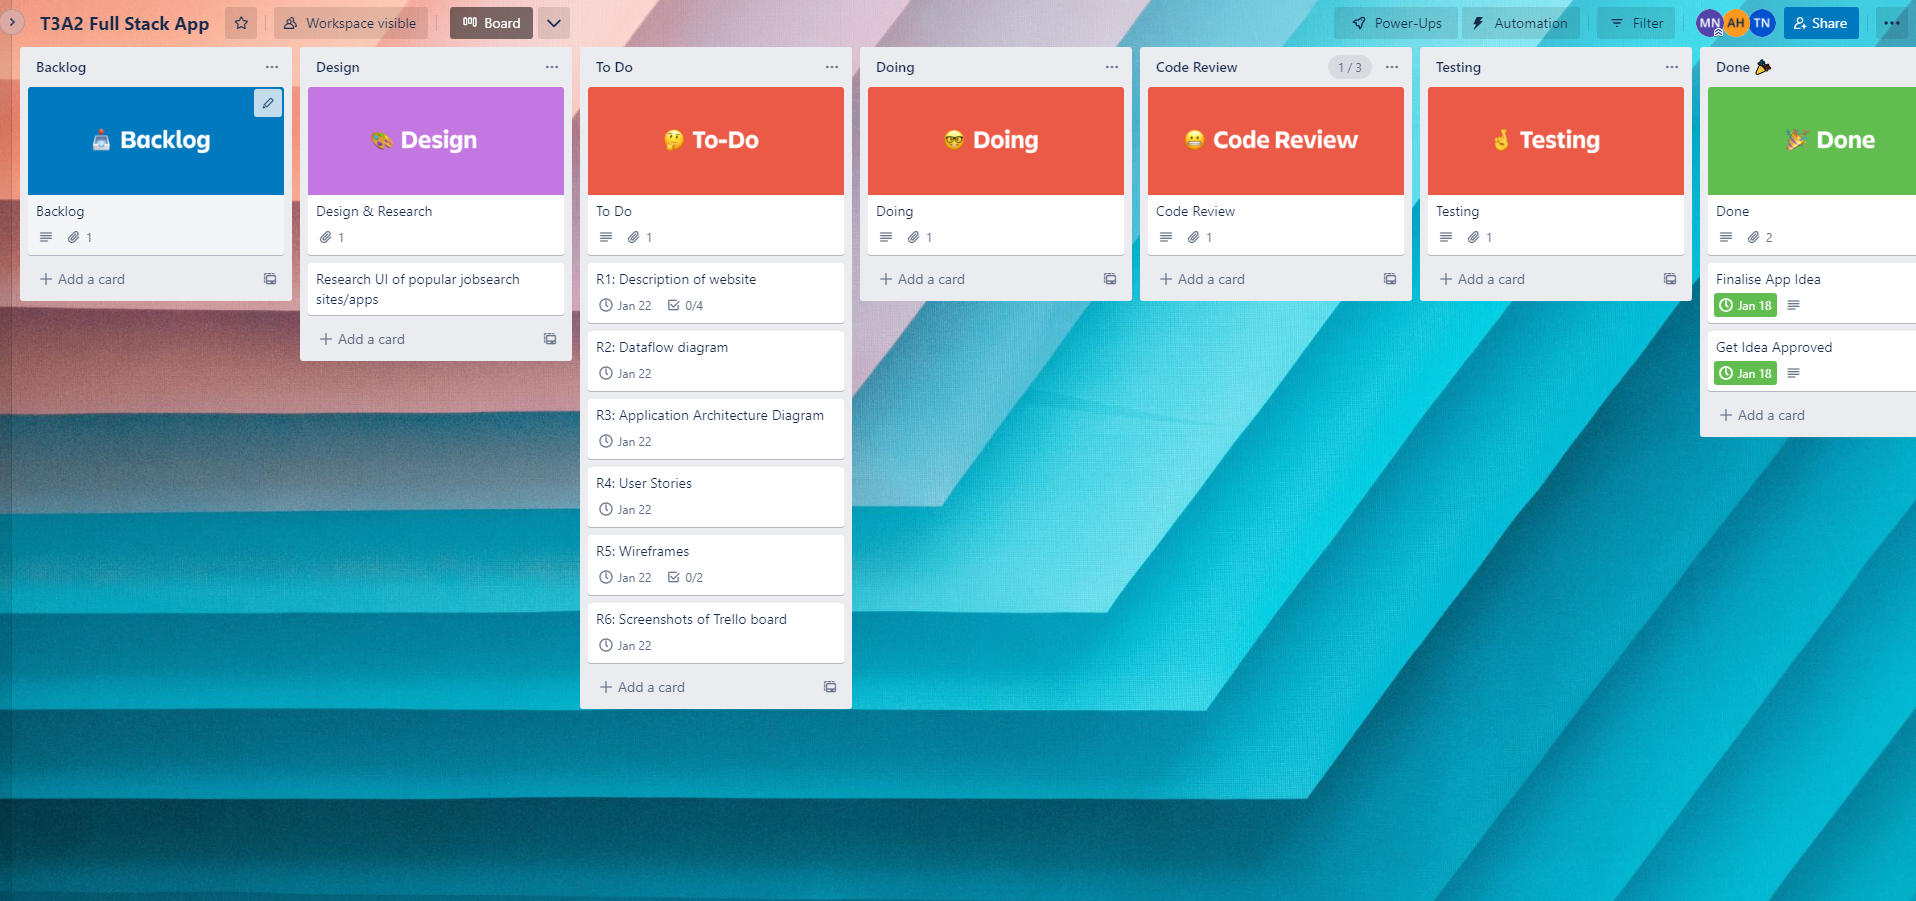 T3A2 Full Stack App
Workspace visible
Board
Power-Ups
Automation
Filter
MN
AH
TN
Share
Backlog
Backlog
Backlog
1
Add a card
Design
Design
Design & Research
1
Research UI of popular jobsearch
sites/apps
Add a card
To Do
To-Do
To Do
1
R1: Description of website
Jan 22 0/4
R2: Dataflow diagram
Jan 22
R3: Application Architecture Diagram
Jan 22
R4: User Stories
Jan 22
R5: Wireframes
Jan 22 0/2
R6: Screenshots of Trello board
Jan 22
Add a card
Doing
Doing
Doing
1
Add a card
Code Review 1 / 3
Code Review
Code Review
1
Add a card
Testing
Testing
Testing
1
Add a card
Done
Done
Done
2
Finalise App Idea
Jan 18
Get Idea Approved
Jan 18
Add a card